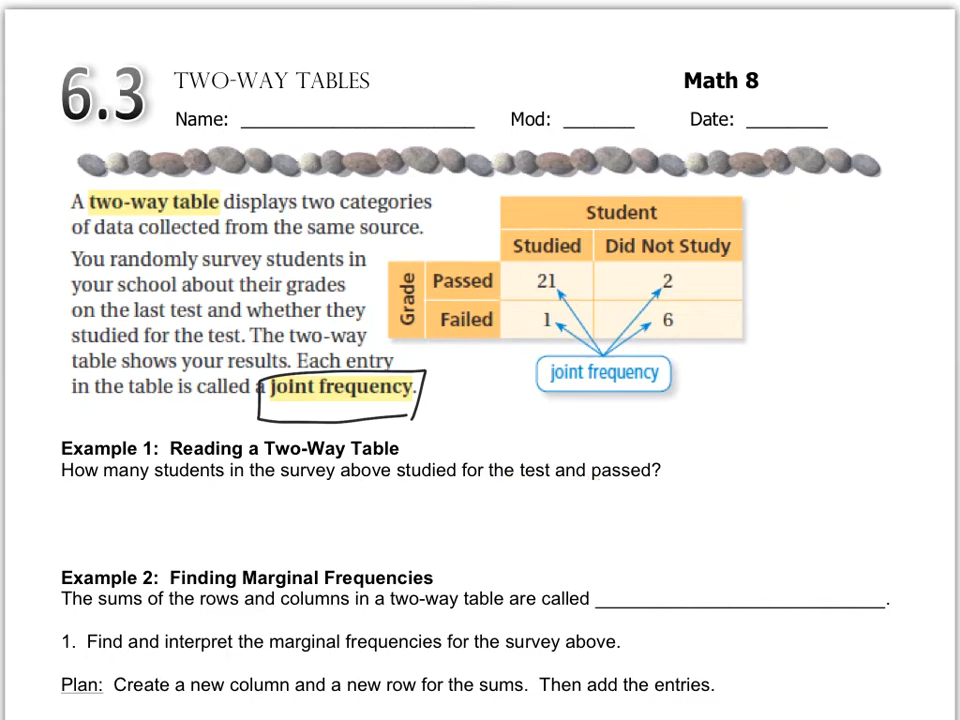 6.3 TWO-WAY TABLES Math 8
Name: ____________________ Mod: ______ Date: _______
A two-way table displays two categories
of data collected from the same source.
You randomly survey students in
your school about their grades
on the last test and whether they
studied for the test. The two-way
table shows your results. Each entry
in the table is called a joint frequency.
Student
Studied Did Not Study
Grade
Passed 21 2
Failed 1 6
joint frequency
Example 1: Reading a Two-Way Table
How many students in the survey above studied for the test and passed?
Example 2: Finding Marginal Frequencies
The sums of the rows and columns in a two-way table are called ____________________________.
1. Find and interpret the marginal frequencies for the survey above.
Plan: Create a new column and a new row for the sums. Then add the entries.